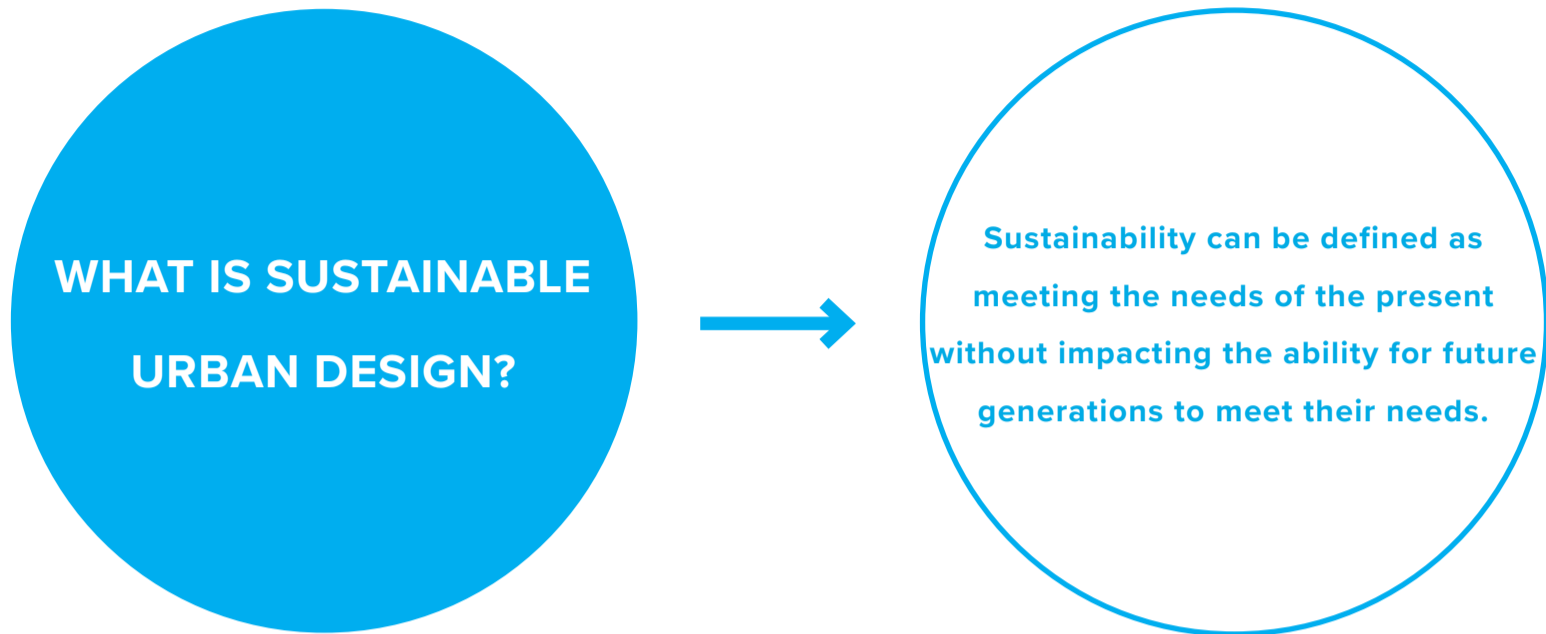 WHAT IS SUSTAINABLE
URBAN DESIGN?
Sustainability can be defined as
meeting the needs of the present
without impacting the ability for future
generations to meet their needs.